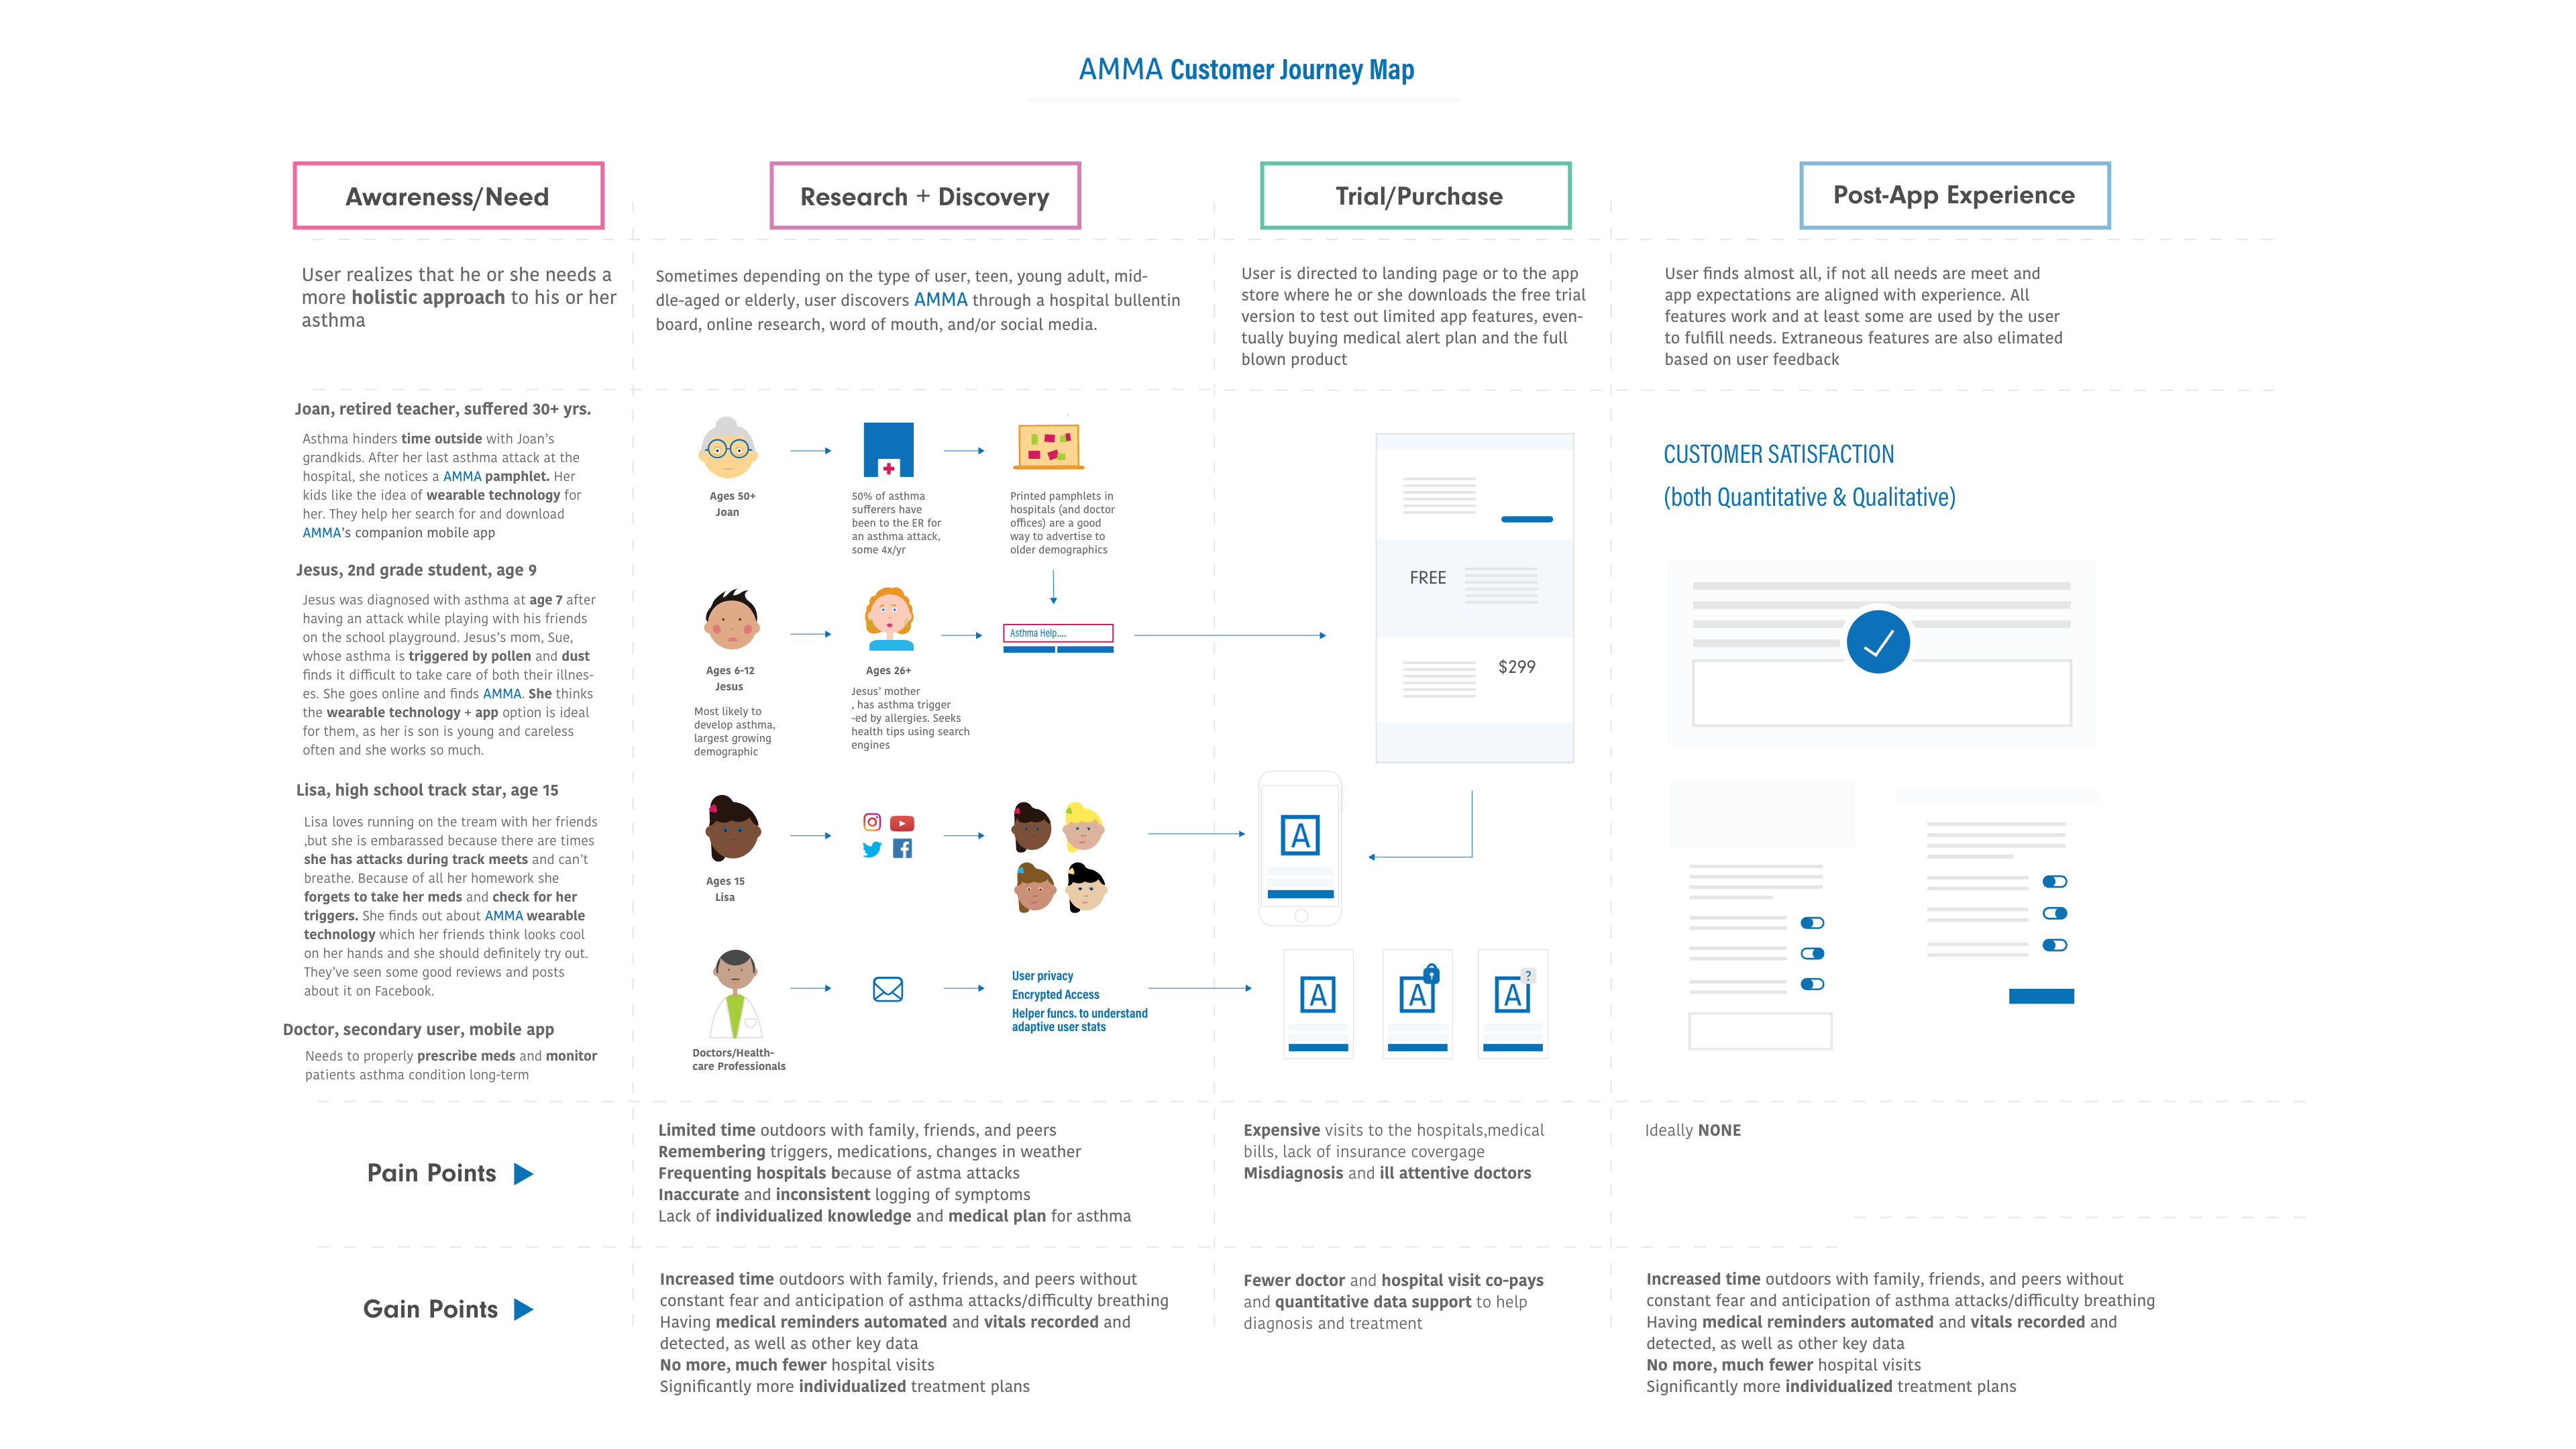 AMMA Customer Journey Map
Awareness/Need
Research + Discovery
Trial/Purchase
Post-App Experience
User realizes that he or she needs a
more holistic approach to his or her
asthma
Sometimes depending on the type of user, teen, young adult, mid-
dle-aged or elderly, user discovers AMMA through a hospital bullentin
board, online research, word of mouth, and/or social media.
User is directed to landing page or to the app
store where he or she downloads the free trial
version to test out limited app features, even-
tually buying medical alert plan and the full
blown product
User finds almost all, if not all needs are meet and
app expectations are aligned with experience. All
features work and at least some are used by the user
to fulfill needs. Extraneous features are also elimated
based on user feedback
Joan, retired teacher, suffered 30+ yrs.
Asthma hinders time outside with Joan's
grandkids. After her last asthma attack at the
hospital, she notices a AMMA pamphlet. Her
kids like the idea of wearable technology for
her. They help her search for and download
AMMA's companion mobile app
Jesus, 2nd grade student, age 9
Jesus was diagnosed with asthma at age 7 after
having an attack while playing with his friends
on the school playground. Jesus's mom, Sue,
whose asthma is triggered by pollen and dust
finds it difficult to take care of both their illnes-
es. She goes online and finds AMMA. She thinks
the wearable technology + app option is ideal
for them, as her is son is young and careless
often and she works so much.
Lisa, high school track star, age 15
Lisa loves running on the tream with her friends
,but she is embarassed because there are times
she has attacks during track meets and can't
breathe. Because of all her homework she
forgets to take her meds and check for her
triggers. She finds out about AMMA wearable
technology which her friends think looks cool
on her hands and she should definitely try out.
They've seen some good reviews and posts
about it on Facebook.
Doctor, secondary user, mobile app
Needs to properly prescribe meds and monitor
patients asthma condition long-term
Ages 50+
Joan
50% of asthma
sufferers have
been to the ER for
an asthma attack,
some 4x/yr
Printed pamphlets in
hospitals (and doctor
offices) are a good
way to advertise to
older demographics
Asthma Help....
Ages 6-12
Jesus
Most likely to
develop asthma,
largest growing
demographic
Ages 26+
Jesus' mother
, has asthma trigger
-ed by allergies. Seeks
health tips using search
engines
Ages 15
Lisa
Doctors/Health-
care Professionals
User privacy
Encrypted Access
Helper funcs. to understand
adaptive user stats
FREE
$299
A
A
A
A
?
CUSTOMER SATISFACTION
(both Quantitative & Qualitative)
Pain Points
Limited time outdoors with family, friends, and peers
Remembering triggers, medications, changes in weather
Frequenting hospitals because of astma attacks
Inaccurate and inconsistent logging of symptoms
Lack of individualized knowledge and medical plan for asthma
Expensive visits to the hospitals,medical
bills, lack of insurance covergage
Misdiagnosis and ill attentive doctors
Ideally NONE
Gain Points
Increased time outdoors with family, friends, and peers without
constant fear and anticipation of asthma attacks/difficulty breathing
Having medical reminders automated and vitals recorded and
detected, as well as other key data
No more, much fewer hospital visits
Significantly more individualized treatment plans
Fewer doctor and hospital visit co-pays
and quantitative data support to help
diagnosis and treatment
Increased time outdoors with family, friends, and peers without
constant fear and anticipation of asthma attacks/difficulty breathing
Having medical reminders automated and vitals recorded and
detected, as well as other key data
No more, much fewer hospital visits
Significantly more individualized treatment plans